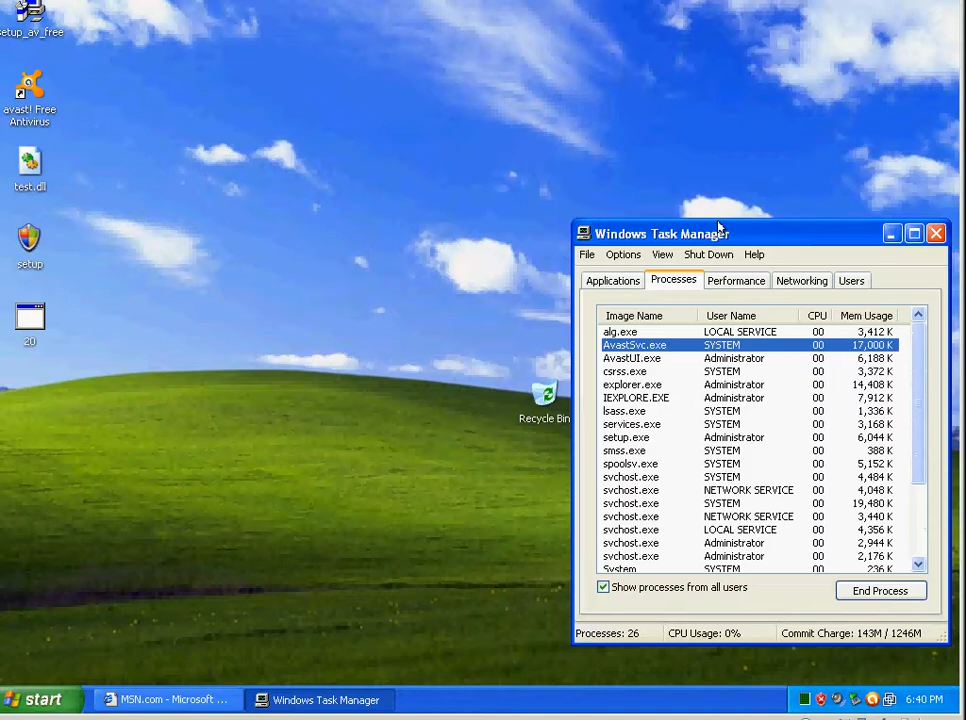 setup_av_free
avast! Free
Antivirus
test.dll
setup
20
Recycle Bin
Windows Task Manager
File Options View Shut Down Help
Applications Processes Performance Networking Users
Image Name User Name CPU Mem Usage
alg.exe LOCAL SERVICE 00 3,412 K
AvastSvc.exe SYSTEM 00 17,000 K
AvastUI.exe Administrator 00 6,188 K
csrss.exe SYSTEM 00 3,372 K
explorer.exe Administrator 00 14,408 K
IEXPLORE.EXE Administrator 00 7,912 K
lsass.exe SYSTEM 00 1,336 K
services.exe SYSTEM 00 3,168 K
setup.exe Administrator 00 6,044 K
smss.exe SYSTEM 00 388 K
spoolsv.exe SYSTEM 00 5,152 K
svchost.exe SYSTEM 00 4,484 K
svchost.exe NETWORK SERVICE 00 4,048 K
svchost.exe SYSTEM 00 19,480 K
svchost.exe NETWORK SERVICE 00 3,440 K
svchost.exe LOCAL SERVICE 00 4,356 K
svchost.exe Administrator 00 2,944 K
svchost.exe Administrator 00 2,176 K
System SYSTEM 00 236 K
Show processes from all users
End Process
Processes: 26 CPU Usage: 0% Commit Charge: 143M / 1246M
start MSN.com - Microsoft ... Windows Task Manager 6:40 PM